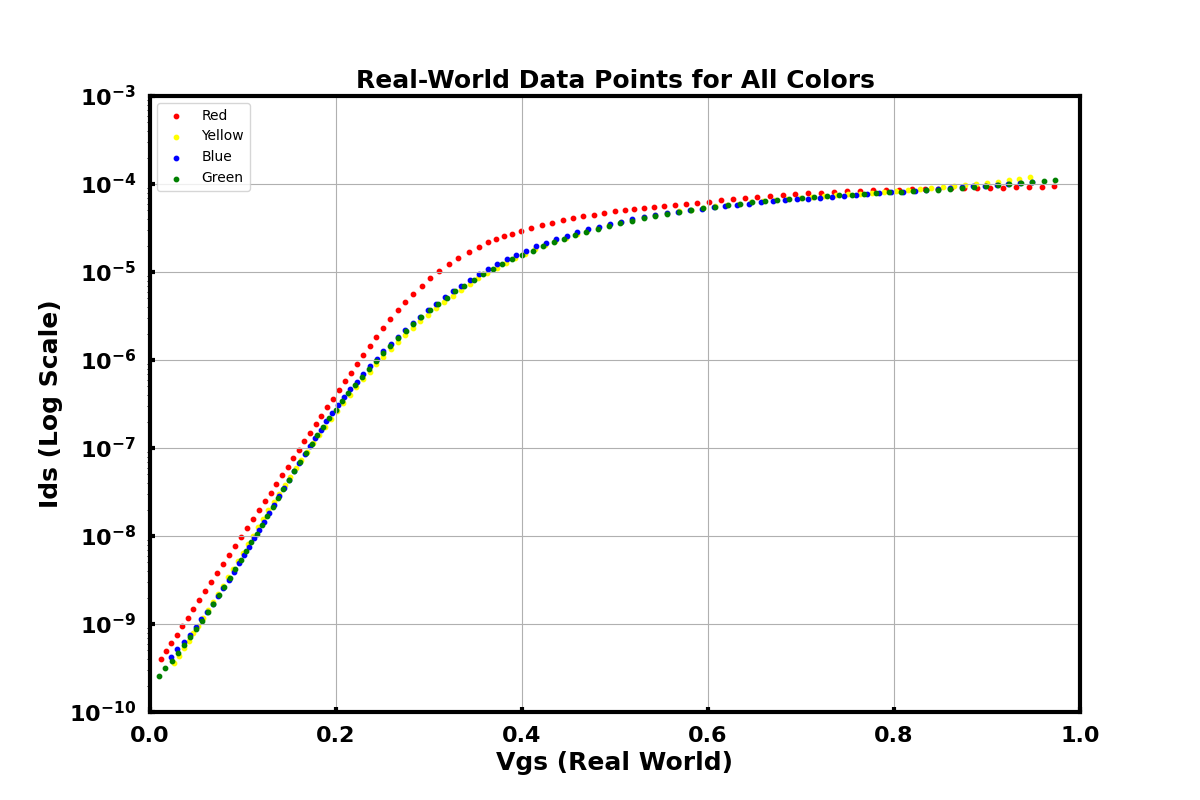 Real-World Data Points for All Colors
10⁻³
10⁻⁴
10⁻⁵
10⁻⁶
10⁻⁷
10⁻⁸
10⁻⁹
10⁻¹⁰
Ids (Log Scale)
Red
Yellow
Blue
Green
0.0 0.2 0.4 0.6 0.8 1.0
Vgs (Real World)